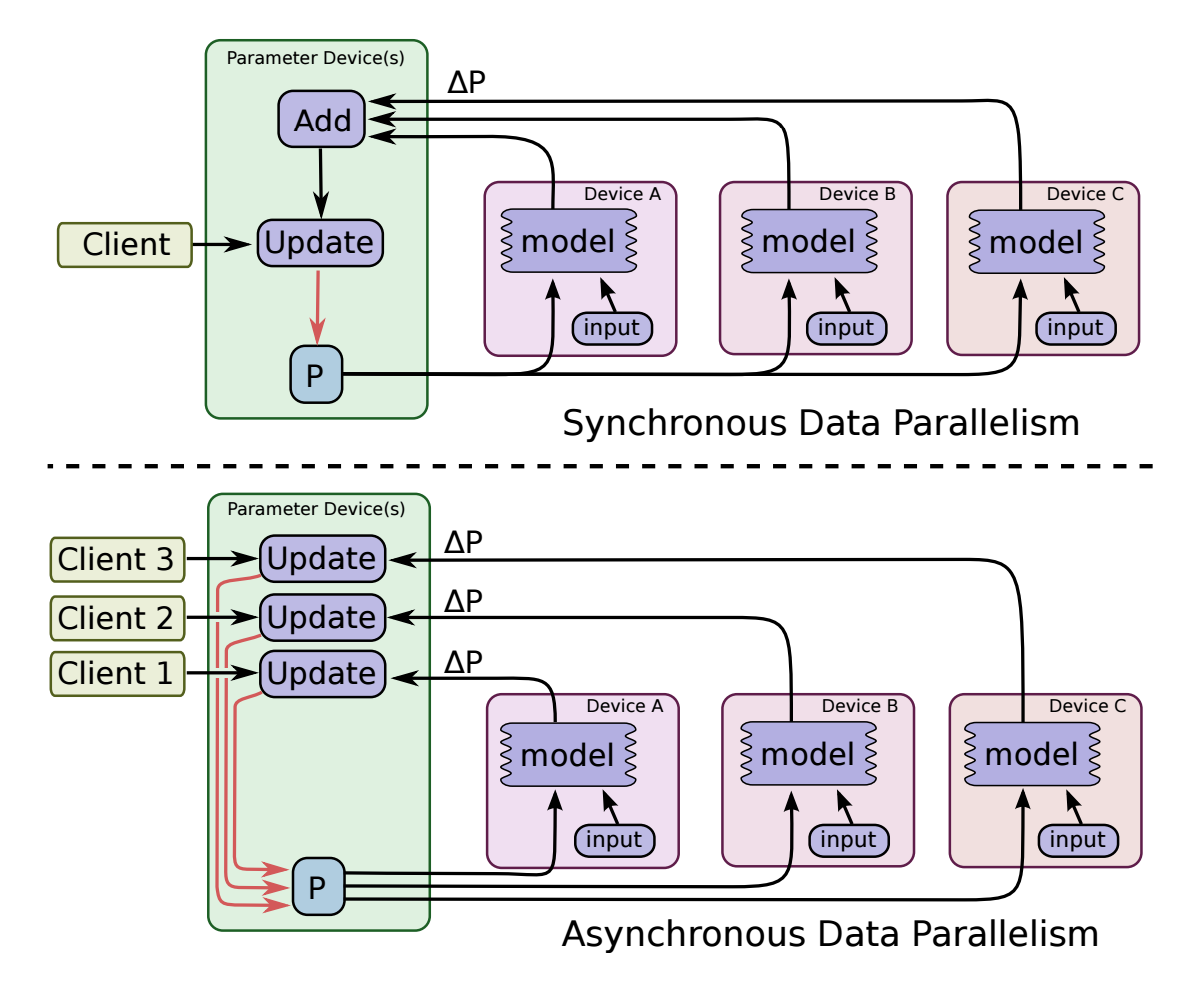 Parameter Device(s)
ΔP
Add
Device A
Device B
Device C
Client
Update
model
model
model
input
input
input
P
Synchronous Data Parallelism
Parameter Device(s)
Client 3
Update
ΔP
Client 2
Update
ΔP
Client 1
Update
ΔP
Device A
Device B
Device C
model
model
model
input
input
input
P
Asynchronous Data Parallelism